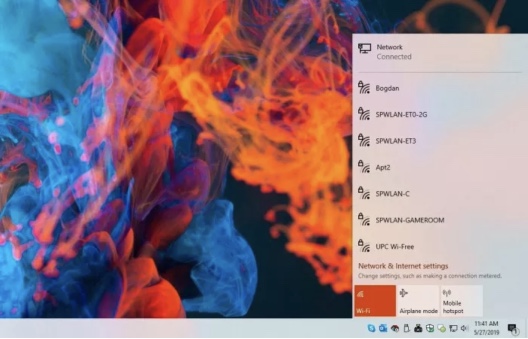 Network
Connected
Bogdan
SPWLAN-ET0-2G
SPWLAN-ET3
Apt2
SPWLAN-C
SPWLAN-GAMEROOM
UPC Wi-Free
Network & Internet settings
Change settings, such as making a connection metered.
Wi-Fi
Airplane mode
Mobile
hotspot
11:41 AM
5/27/2019